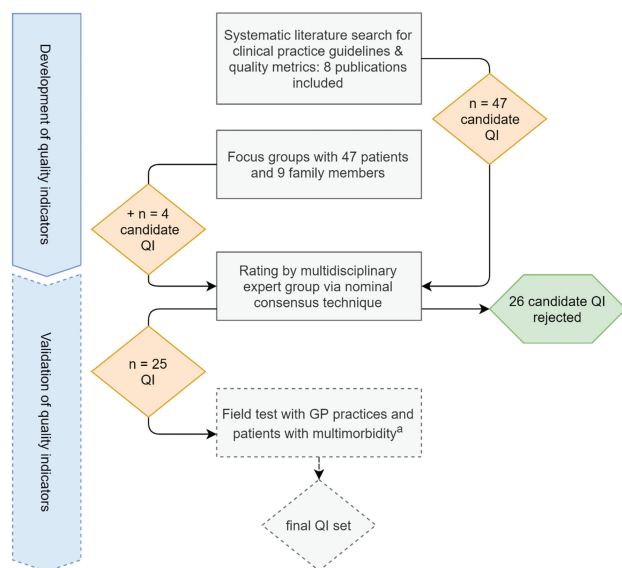 Development of quality indicators
Systematic literature search for
clinical practice guidelines &
quality metrics: 8 publications
included
n = 47
candidate
QI
Focus groups with 47 patients
and 9 family members
+ n = 4
candidate
QI
Rating by multidisciplinary
expert group via nominal
consensus technique
26 candidate QI
rejected
Validation of quality indicators
n = 25
QI
Field test with GP practices and
patients with multimorbidityᵃ
final QI set